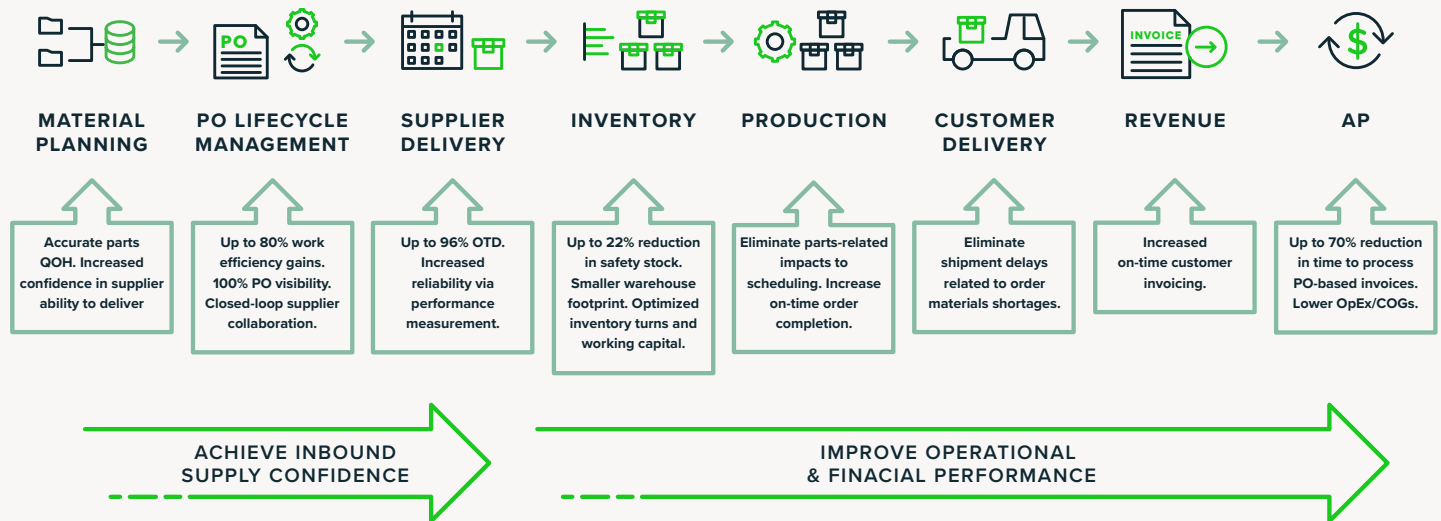 PO
INVOICE
$
MATERIAL
PLANNING
PO LIFECYCLE
MANAGEMENT
SUPPLIER
DELIVERY
INVENTORY
PRODUCTION
CUSTOMER
DELIVERY
REVENUE
AP
Accurate parts
QOH. Increased
confidence in supplier
ability to deliver
Up to 80% work
efficiency gains.
100% PO visibility.
Closed-loop supplier
collaboration.
Up to 96% OTD.
Increased
reliability via
performance
measurement.
Up to 22% reduction
in safety stock.
Smaller warehouse
footprint. Optimized
inventory turns and
working capital.
Eliminate parts-related
impacts to
scheduling. Increase
on-time order
completion.
Eliminate
shipment delays
related to order
materials shortages.
Increased
on-time customer
invoicing.
Up to 70% reduction
in time to process
PO-based invoices.
Lower OpEx/COGs.
ACHIEVE INBOUND
SUPPLY CONFIDENCE
IMPROVE OPERATIONAL
& FINACIAL PERFORMANCE